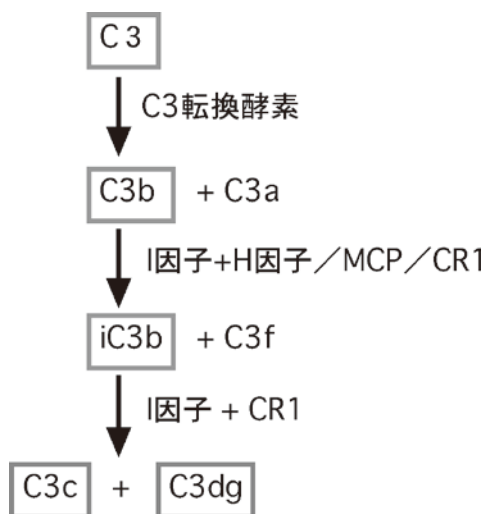 C3
C3転換酵素
C3b + C3a
I因子+H因子／MCP／CR1
iC3b + C3f
I因子 + CR1
C3c + C3dg